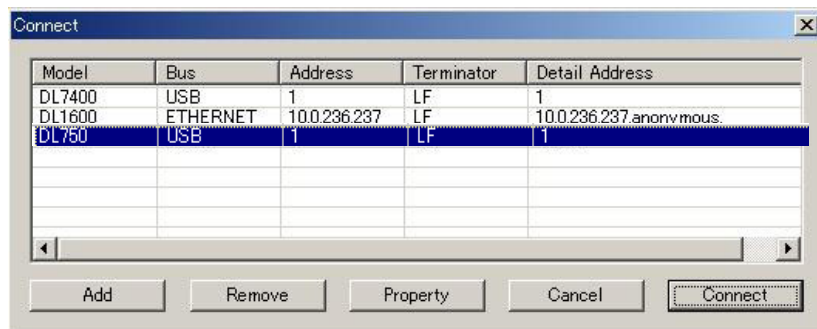 Connect
Model Bus Address Terminator Detail Address
DL7400 USB 1 LF 1
DL1600 ETHERNET 10.0.236.237 LF 10.0.236.237.anonymous.
DL750 USB 1 LF 1
Add Remove Property Cancel Connect